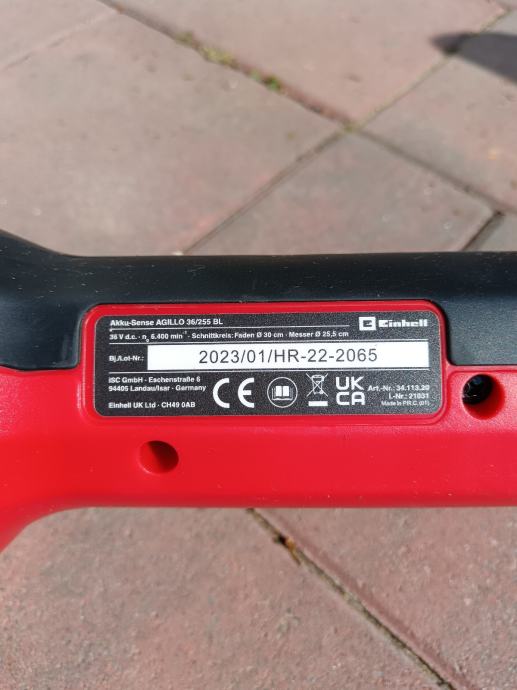 Akku-Sense AGILLO 36/255 BL
Einhell
36 V d.c. · n₀ 6.400 min⁻¹ · Schnittkreis: Faden Ø 30 cm · Messer Ø 25,5 cm
Bj./Lot-Nr.: 2023/01/HR-22-2065
iSC GmbH · Eschenstraße 6
94405 Landau/Isar · Germany
Einhell UK Ltd · CH49 0AB
CE
UK
CA
Art.-Nr.: 34.113.20
I.-Nr.: 21031
Made in P.R.C. (01)